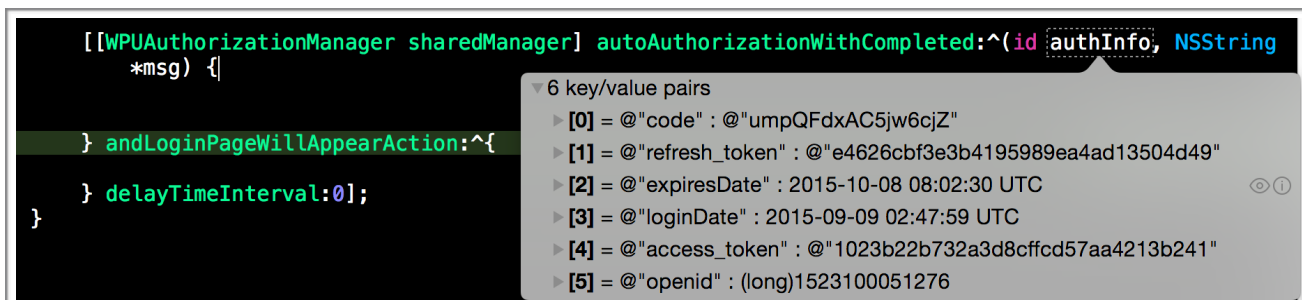 [[WPUAuthorizationManager sharedManager] autoAuthorizationWithCompleted:^(id authInfo, NSString
*msg) {
6 key/value pairs
[0] = @"code" : @"umpQFdxAC5jw6cjZ"
[1] = @"refresh_token" : @"e4626cbf3e3b4195989ea4ad13504d49"
} andLoginPageWillAppearAction:^{
[2] = @"expiresDate" : 2015-10-08 08:02:30 UTC
} delayTimeInterval:0];
[3] = @"loginDate" : 2015-09-09 02:47:59 UTC
}
[4] = @"access_token" : @"1023b22b732a3d8cffcd57aa4213b241"
[5] = @"openid" : (long)1523100051276